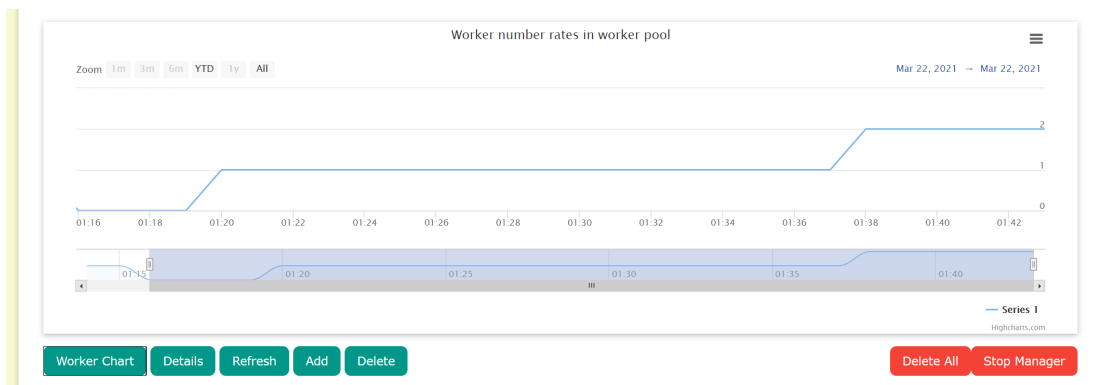 Worker number rates in worker pool
Zoom 1m 3m 6m YTD 1y All
Mar 22, 2021 → Mar 22, 2021
2
1
0
01:16 01:18 01:20 01:22 01:24 01:26 01:28 01:30 01:32 01:34 01:36 01:38 01:40 01:42
01:15 01:20 01:25 01:30 01:35 01:40
Series 1
Highcharts.com
Worker Chart Details Refresh Add Delete Delete All Stop Manager